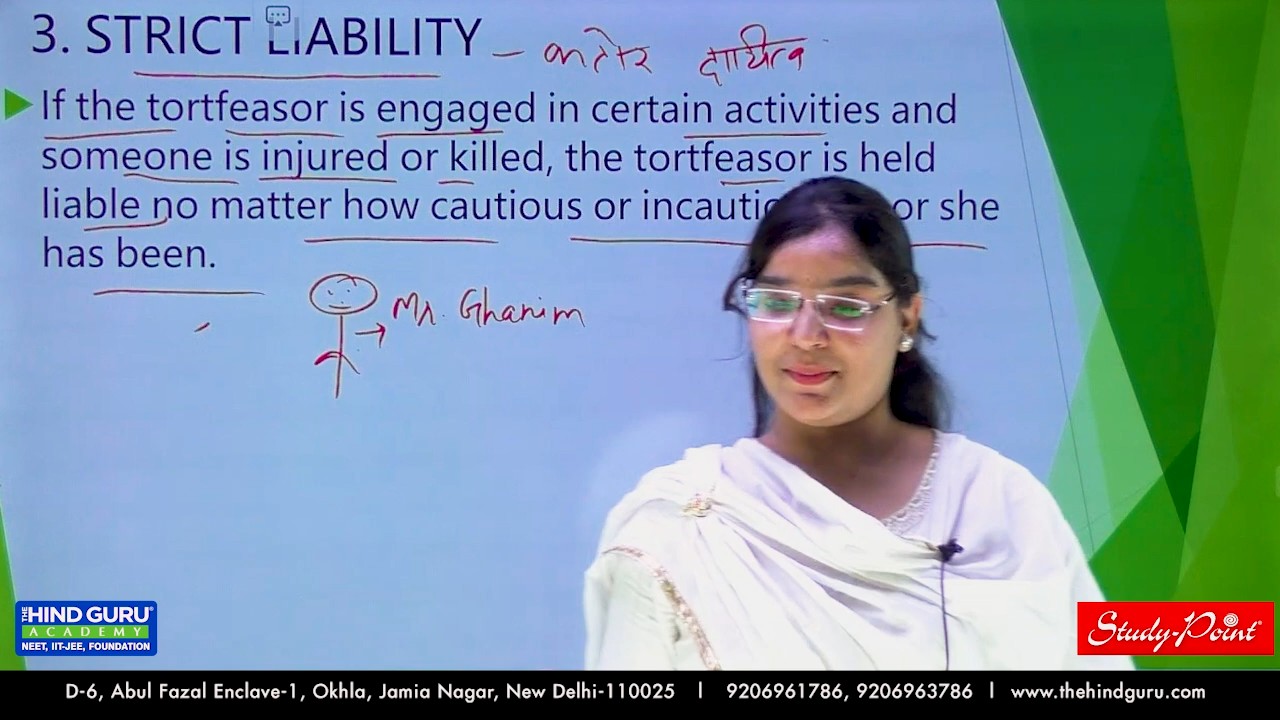 3. STRICT LIABILITY – कठोर दायित्व
If the tortfeasor is engaged in certain activities and
someone is injured or killed, the tortfeasor is held
liable no matter how cautious or or she
has been.
Mr. Ghanim
THE HIND GURU
ACADEMY
NEET, IIT-JEE, FOUNDATION
Study-Point
D-6, Abul Fazal Enclave-1, Okhla, Jamia Nagar, New Delhi-110025 | 9206961786, 9206963786 | www.thehindguru.com